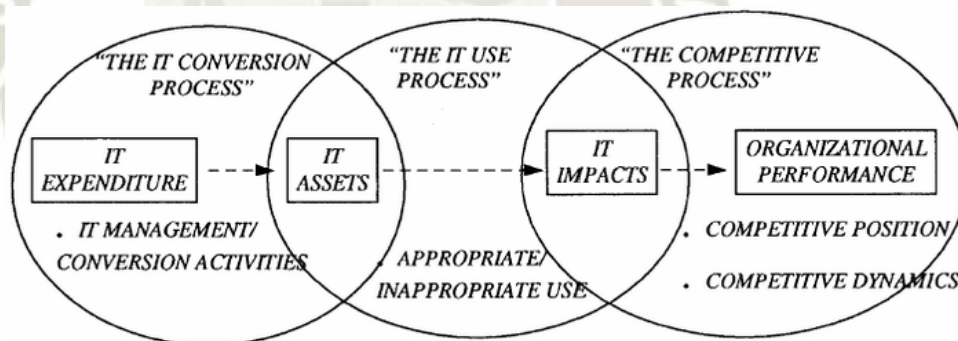 "THE IT CONVERSION
PROCESS"
"THE IT USE
PROCESS"
"THE COMPETITIVE
PROCESS"
IT
EXPENDITURE
IT
ASSETS
IT
IMPACTS
ORGANIZATIONAL
PERFORMANCE
. IT MANAGEMENT/
CONVERSION ACTIVITIES
. APPROPRIATE/
INAPPROPRIATE USE
. COMPETITIVE POSITION/
. COMPETITIVE DYNAMICS